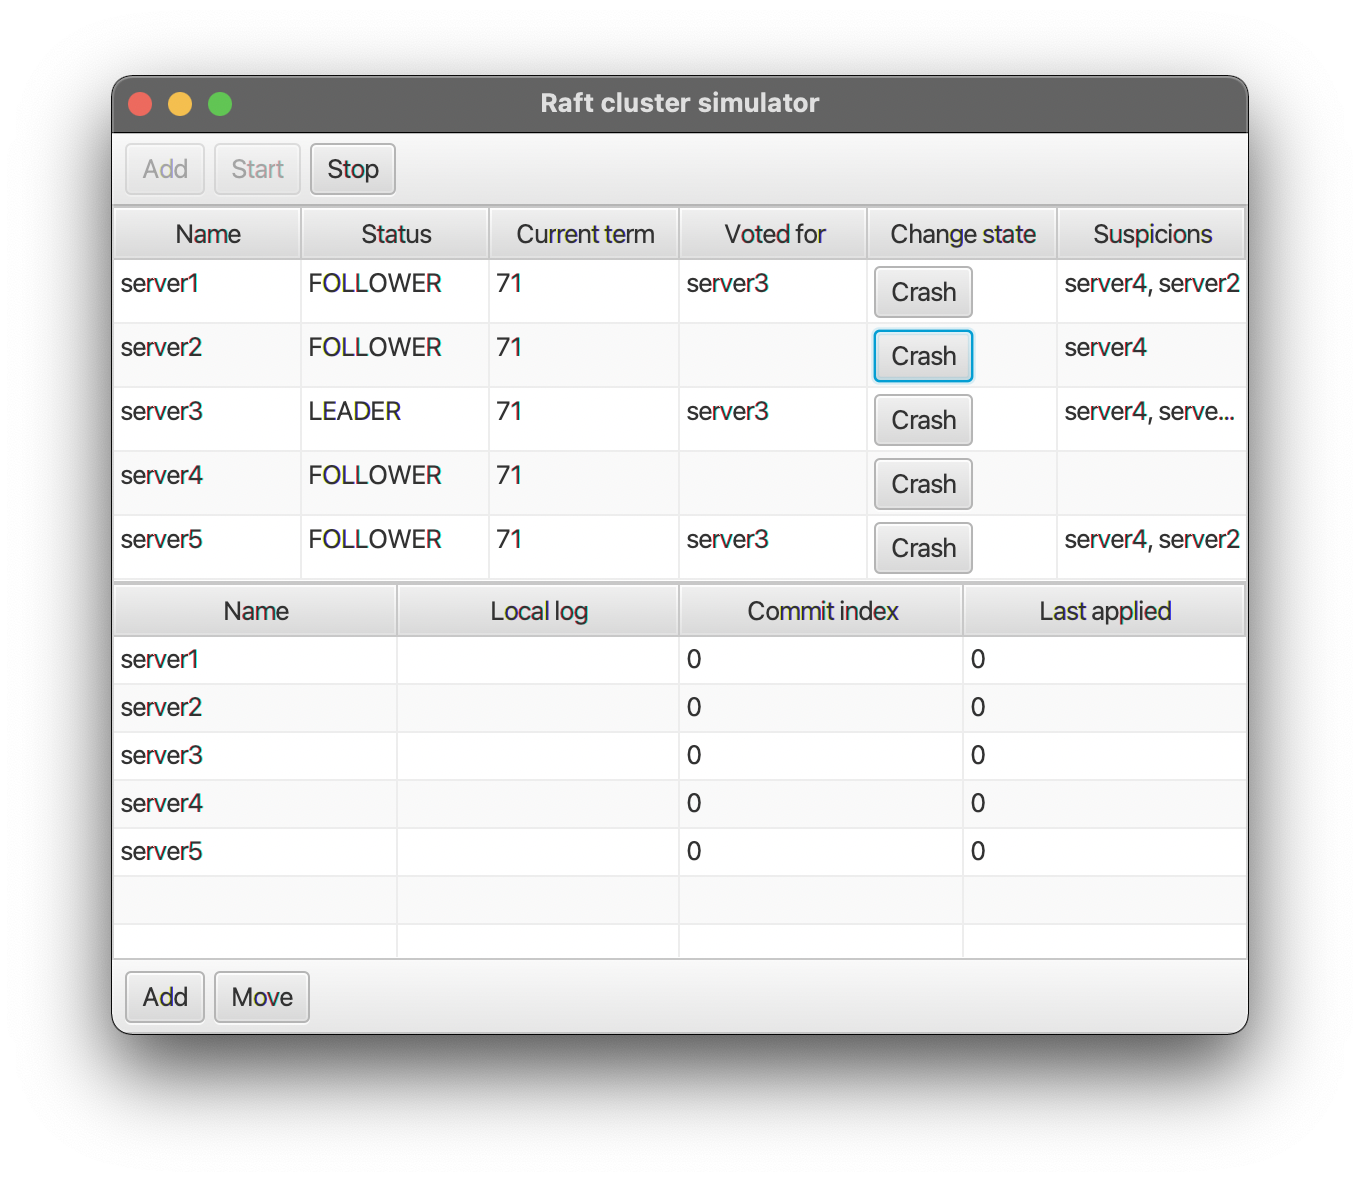 Raft cluster simulator
Add Start Stop
Name Status Current term Voted for Change state Suspicions
server1 FOLLOWER 71 server3 Crash server4, server2
server2 FOLLOWER 71 Crash server4
server3 LEADER 71 server3 Crash server4, serve...
server4 FOLLOWER 71 Crash
server5 FOLLOWER 71 server3 Crash server4, server2
Name Local log Commit index Last applied
server1 0 0
server2 0 0
server3 0 0
server4 0 0
server5 0 0
Add Move